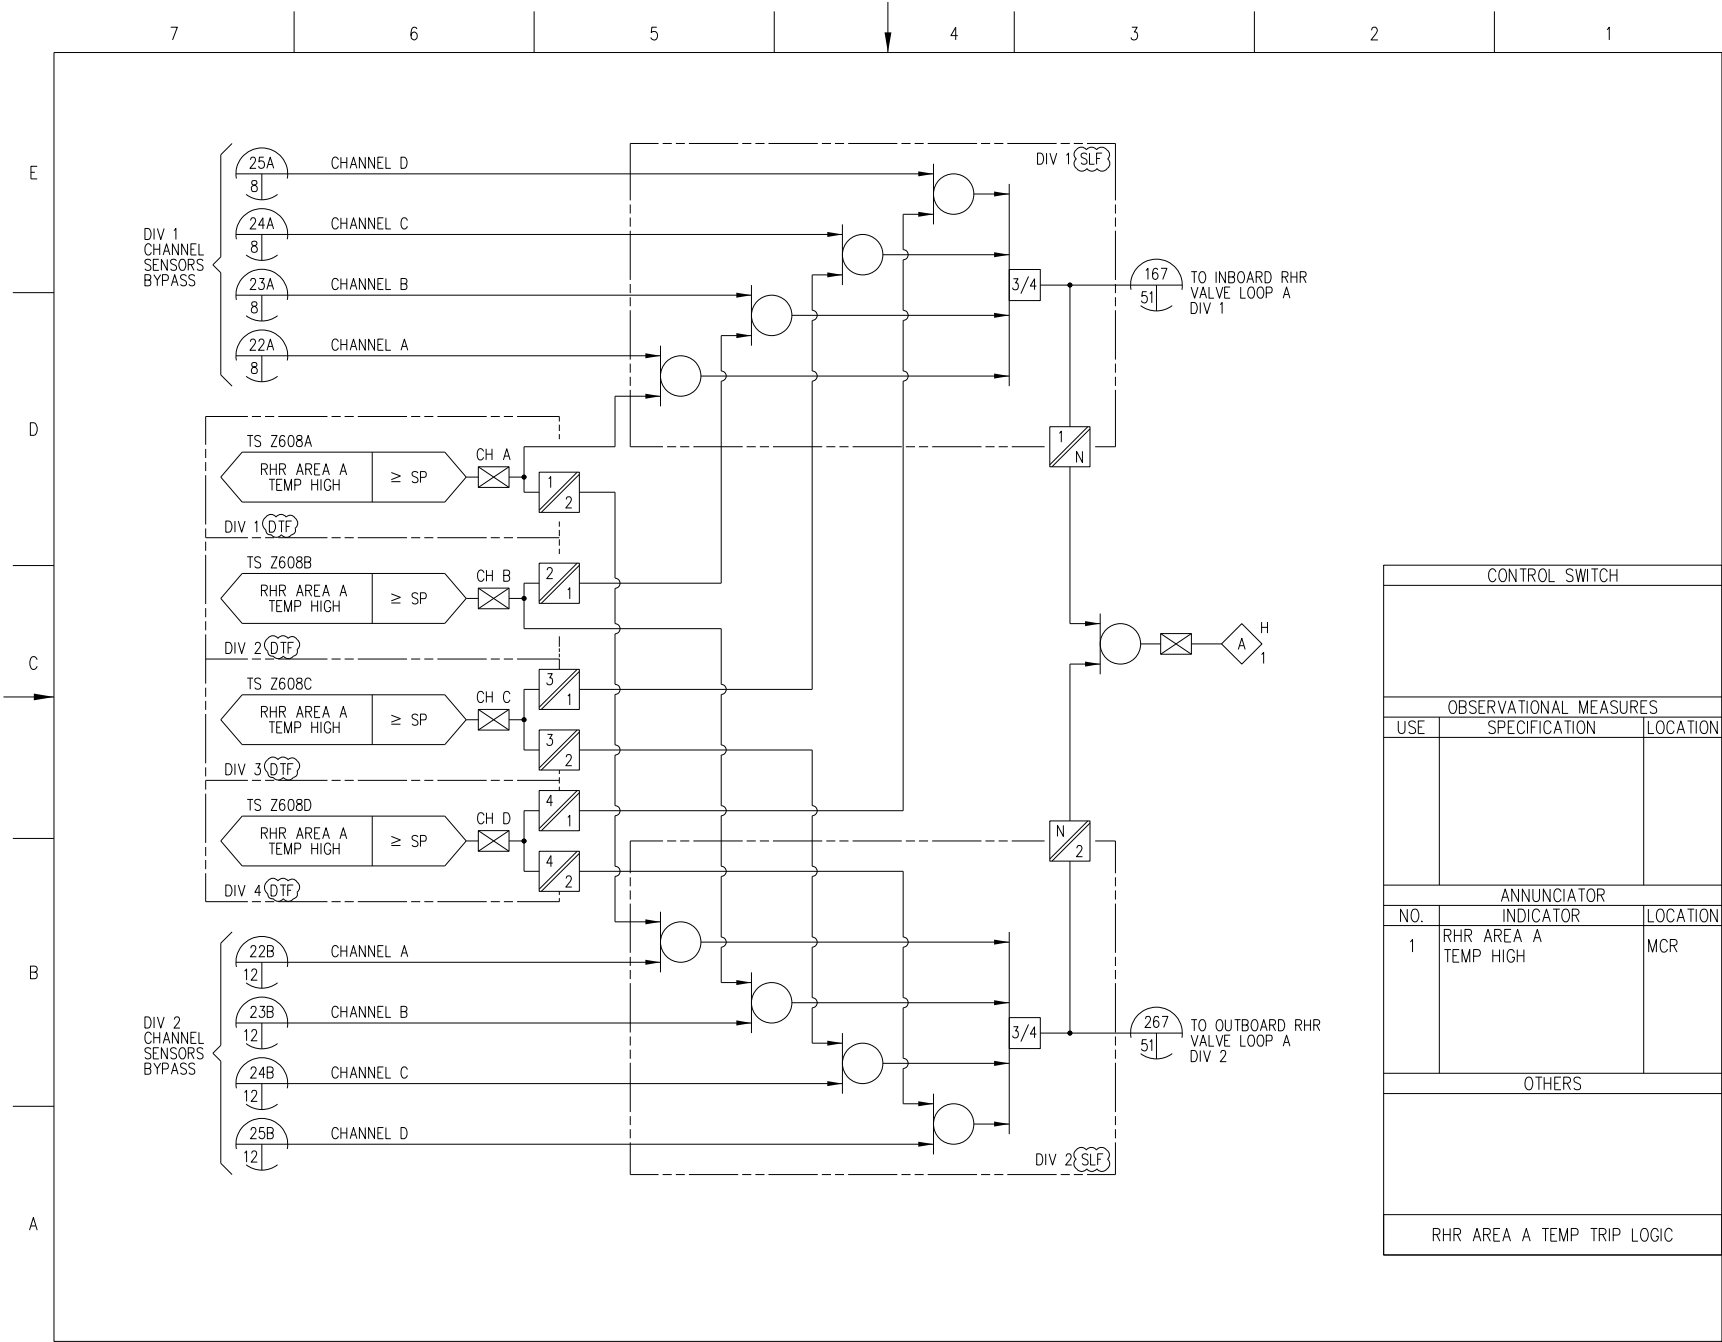 7 6 5 4 3 2 1
E
D
C
B
A
DIV 1
CHANNEL
SENSORS
BYPASS
25A
8
CHANNEL D
24A
8
CHANNEL C
23A
8
CHANNEL B
22A
8
CHANNEL A
DIV 1 SLF
3/4
167
51
TO INBOARD RHR
VALVE LOOP A
DIV 1
1
N
TS Z608A
RHR AREA A
TEMP HIGH
≥ SP
CH A
1
2
DIV 1 DTF
TS Z608B
RHR AREA A
TEMP HIGH
≥ SP
CH B
2
1
DIV 2 DTF
TS Z608C
RHR AREA A
TEMP HIGH
≥ SP
CH C
3
1
3
2
DIV 3 DTF
TS Z608D
RHR AREA A
TEMP HIGH
≥ SP
CH D
4
1
4
2
DIV 4 DTF
A
H
1
N
2
DIV 2
CHANNEL
SENSORS
BYPASS
22B
12
CHANNEL A
23B
12
CHANNEL B
24B
12
CHANNEL C
25B
12
CHANNEL D
3/4
267
51
TO OUTBOARD RHR
VALVE LOOP A
DIV 2
DIV 2 SLF
CONTROL SWITCH
OBSERVATIONAL MEASURES
USE SPECIFICATION LOCATION
ANNUNCIATOR
NO. INDICATOR LOCATION
1 RHR AREA A
TEMP HIGH MCR
OTHERS
RHR AREA A TEMP TRIP LOGIC